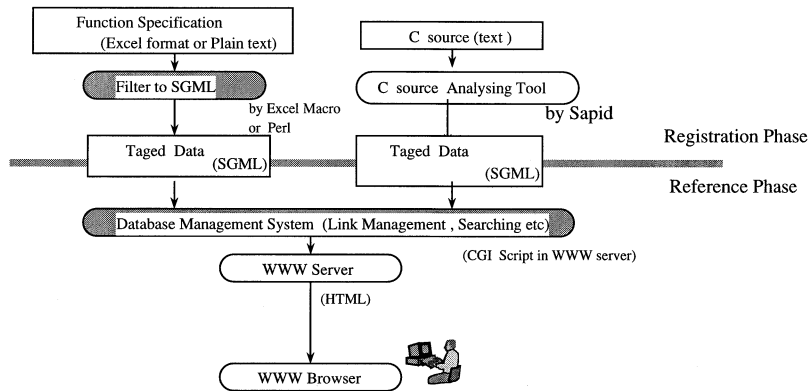 Function Specification
(Excel format or Plain text)
C source (text )
Filter to SGML
C source Analysing Tool
by Excel Macro
or Perl
by Sapid
Taged Data
(SGML)
Taged Data
(SGML)
Registration Phase
Reference Phase
Database Management System (Link Management , Searching etc)
(CGI Script in WWW server)
WWW Server
(HTML)
WWW Browser